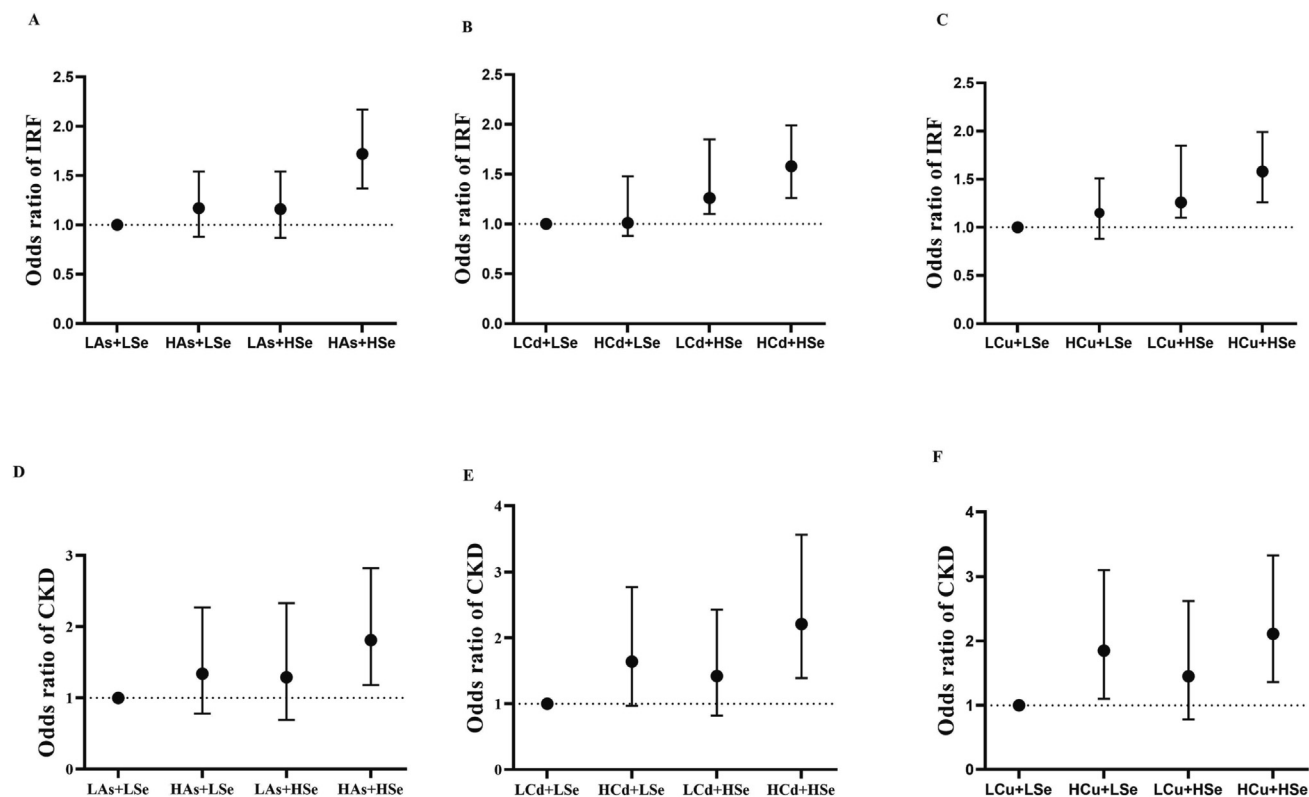 A
Odds ratio of IRF
2.5
2.0
1.5
1.0
0.5
0.0
LAs+LSe HAs+LSe LAs+HSe HAs+HSe
B
Odds ratio of IRF
2.5
2.0
1.5
1.0
0.5
0.0
LCd+LSe HCd+LSe LCd+HSe HCd+HSe
C
Odds ratio of IRF
2.5
2.0
1.5
1.0
0.5
0.0
LCu+LSe HCu+LSe LCu+HSe HCu+HSe
D
Odds ratio of CKD
3
2
1
0
LAs+LSe HAs+LSe LAs+HSe HAs+HSe
E
Odds ratio of CKD
4
3
2
1
0
LCd+LSe HCd+LSe LCd+HSe HCd+HSe
F
Odds ratio of CKD
4
3
2
1
0
LCu+LSe HCu+LSe LCu+HSe HCu+HSe